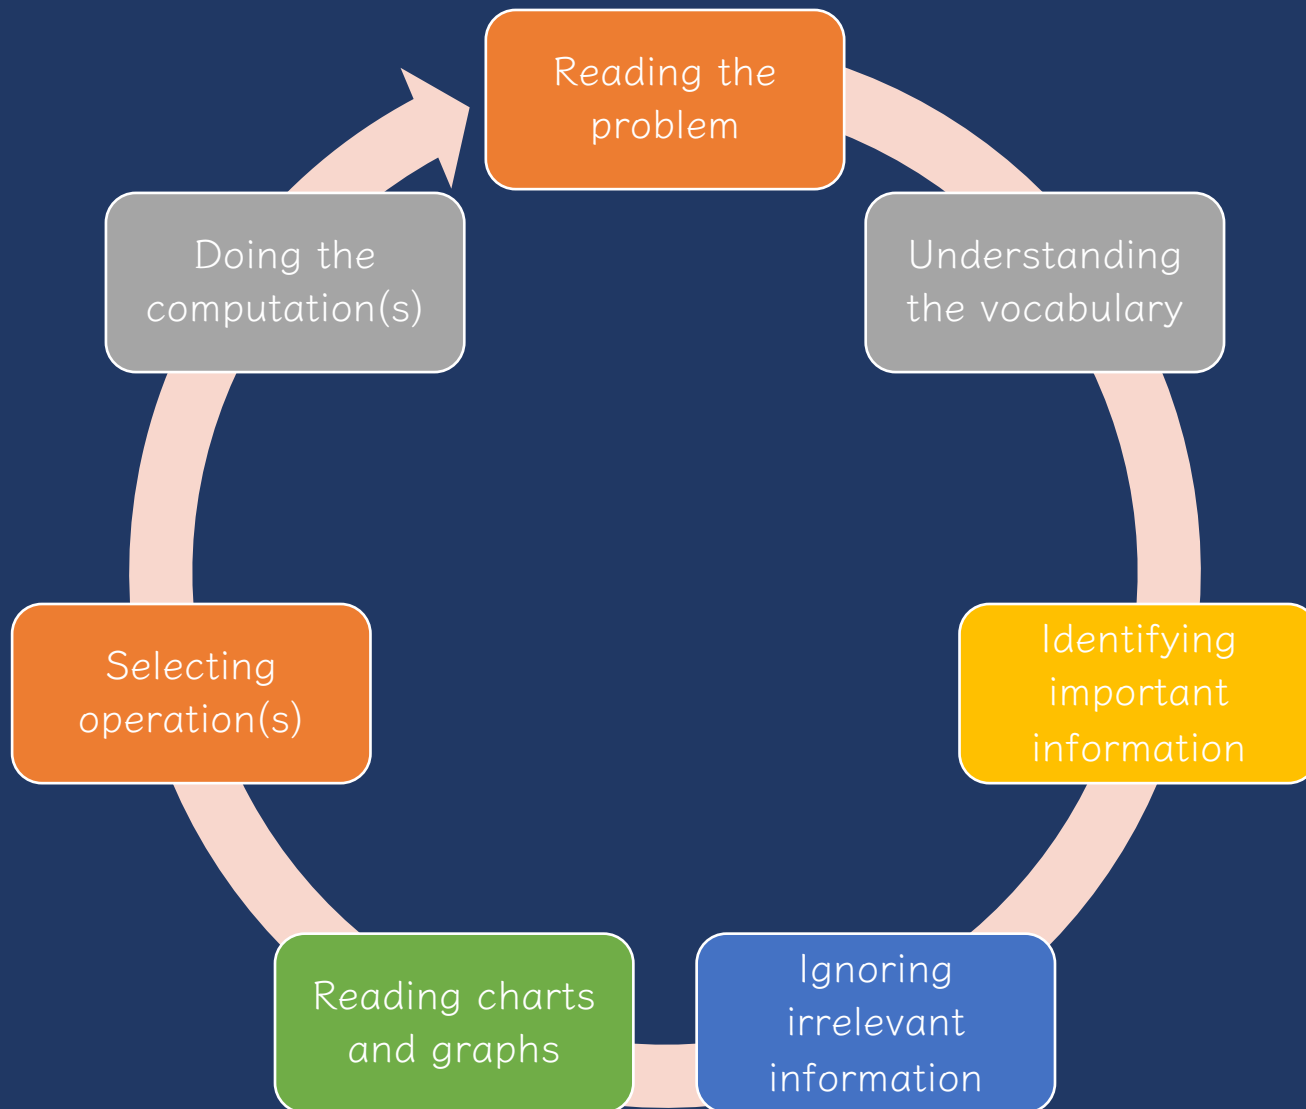 Reading the
problem
Understanding
the vocabulary
Identifying
important
information
Ignoring
irrelevant
information
Reading charts
and graphs
Selecting
operation(s)
Doing the
computation(s)